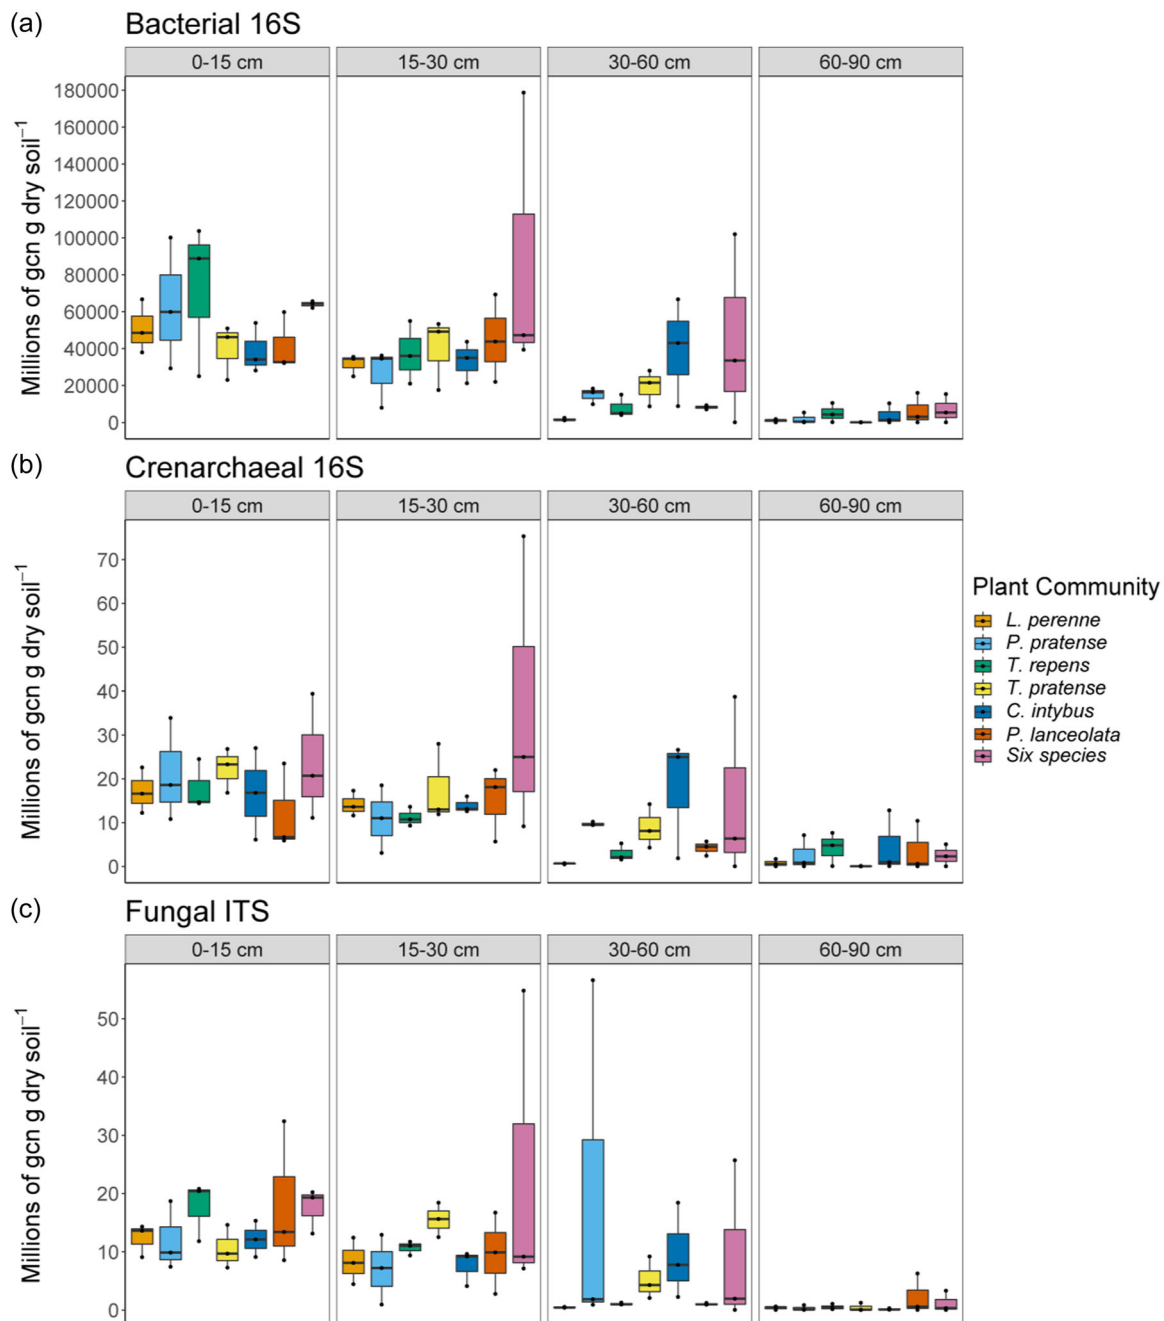 (a) Bacterial 16S
0-15 cm 15-30 cm 30-60 cm 60-90 cm
Millions of gcn g dry soil⁻¹
180000
160000
140000
120000
100000
80000
60000
40000
20000
0
(b) Crenarchaeal 16S
0-15 cm 15-30 cm 30-60 cm 60-90 cm
Millions of gcn g dry soil⁻¹
70
60
50
40
30
20
10
0
Plant Community
L. perenne
P. pratense
T. repens
T. pratense
C. intybus
P. lanceolata
Six species
(c) Fungal ITS
0-15 cm 15-30 cm 30-60 cm 60-90 cm
Millions of gcn g dry soil⁻¹
50
40
30
20
10
0